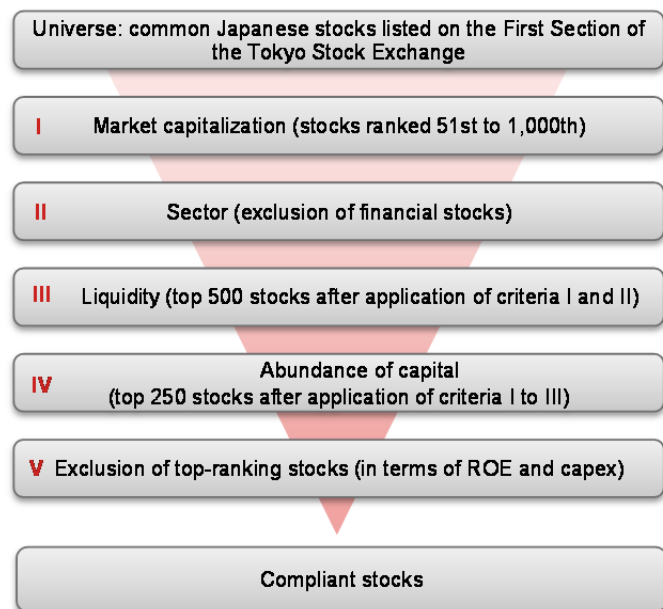 Universe: common Japanese stocks listed on the First Section of
the Tokyo Stock Exchange
I Market capitalization (stocks ranked 51st to 1,000th)
II Sector (exclusion of financial stocks)
III Liquidity (top 500 stocks after application of criteria I and II)
IV Abundance of capital
(top 250 stocks after application of criteria I to III)
V Exclusion of top-ranking stocks (in terms of ROE and capex)
Compliant stocks